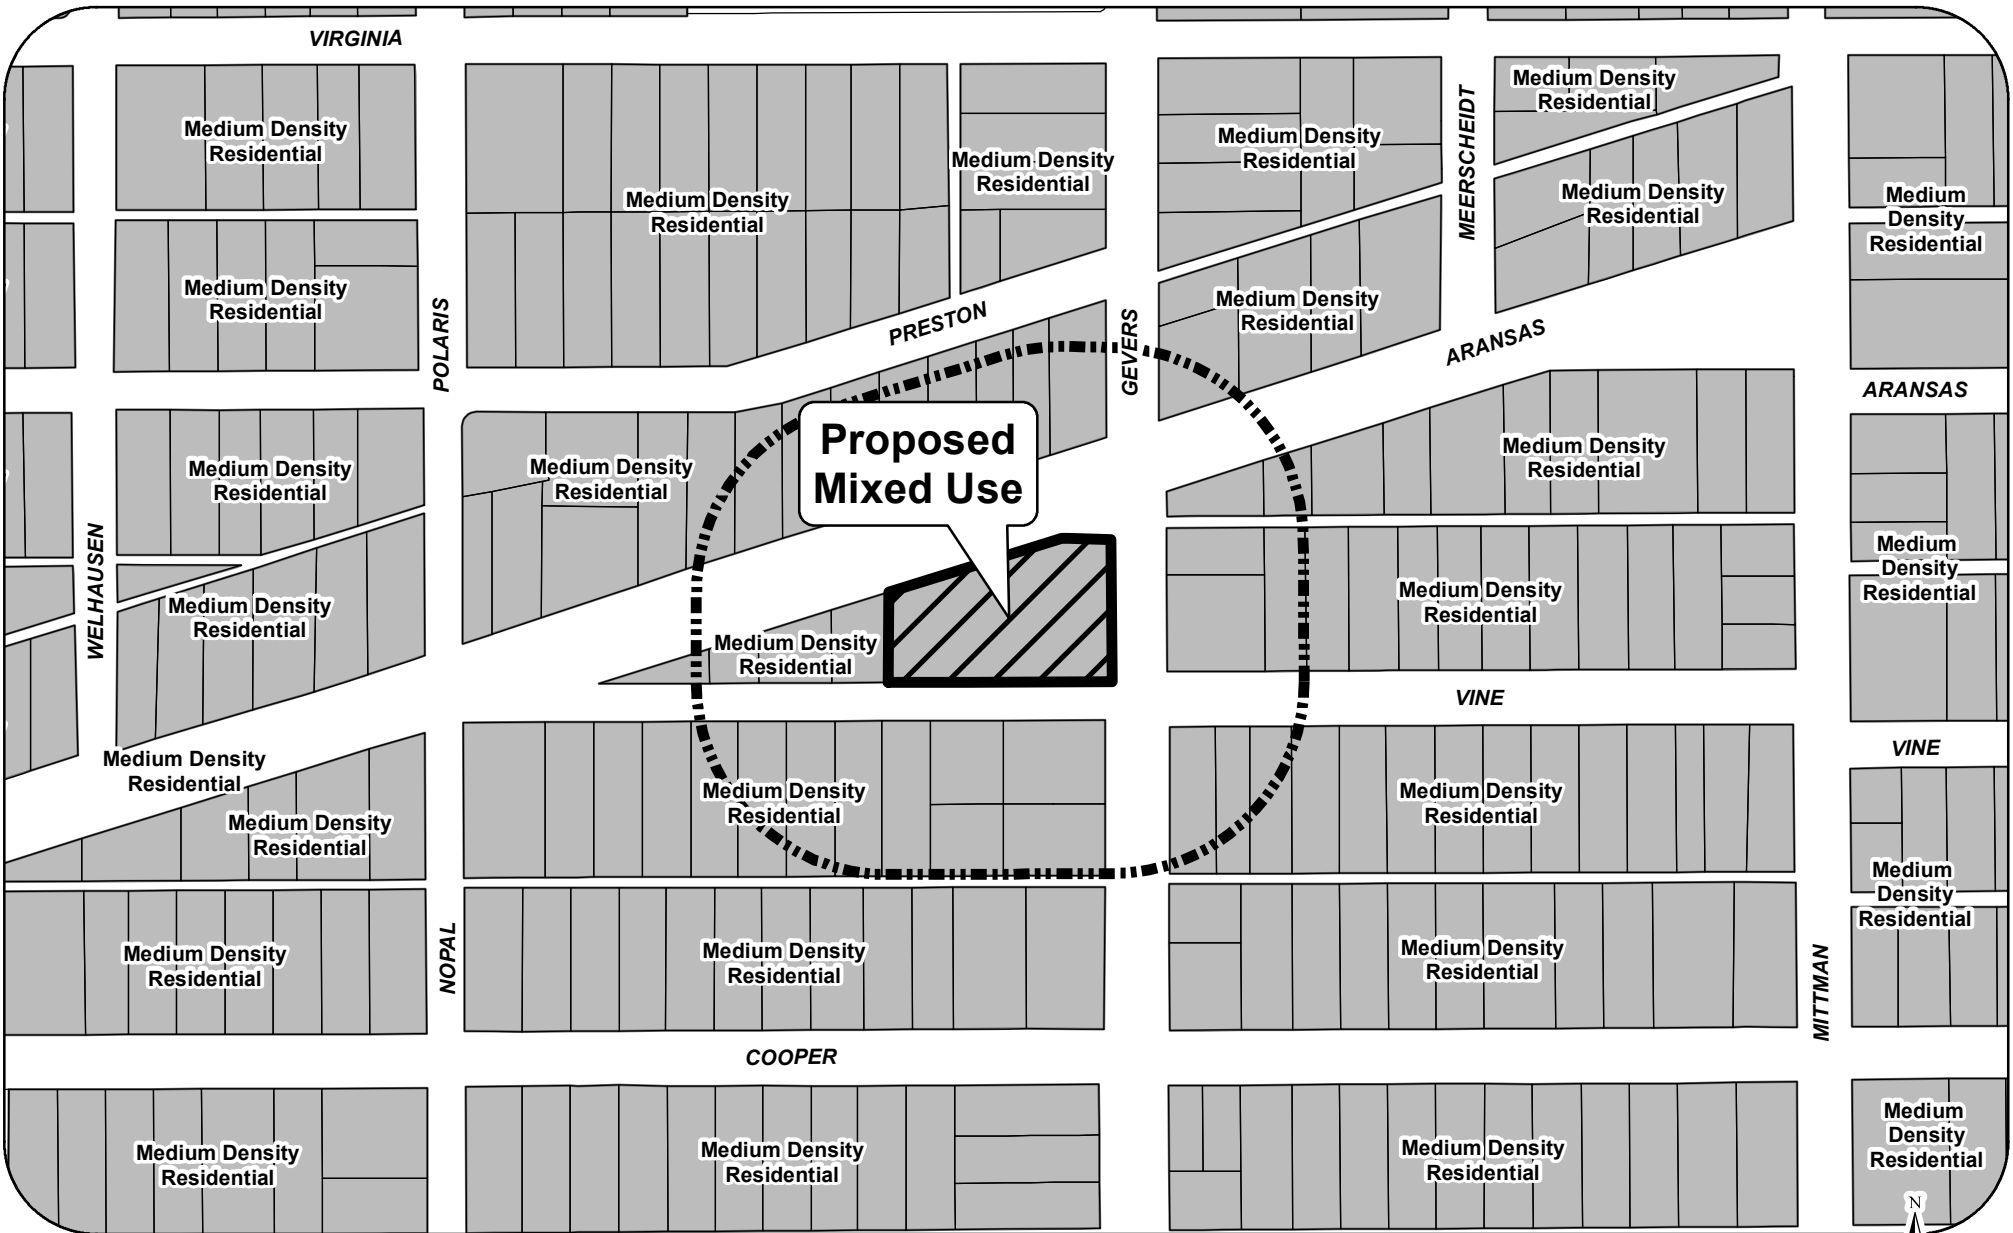 VIRGINIA
Medium Density
Residential
Medium Density
Residential
Medium Density
Residential
Medium Density
Residential
MEERSCHEIDT
Medium Density
Residential
Medium Density
Residential
Medium
Density
Residential
Medium Density
Residential
POLARIS
PRESTON
GEVERS
Medium Density
Residential
ARANSAS
ARANSAS
Medium Density
Residential
Medium Density
Residential
Proposed
Mixed Use
Medium Density
Residential
WELHAUSEN
Medium Density
Residential
Medium Density
Residential
Medium Density
Residential
Medium
Density
Residential
VINE
VINE
Medium Density
Residential
Medium Density
Residential
Medium Density
Residential
Medium Density
Residential
Medium
Density
Residential
Medium Density
Residential
NOPAL
Medium Density
Residential
Medium Density
Residential
MITTMAN
COOPER
Medium Density
Residential
Medium Density
Residential
Medium Density
Residential
Medium
Density
Residential
N